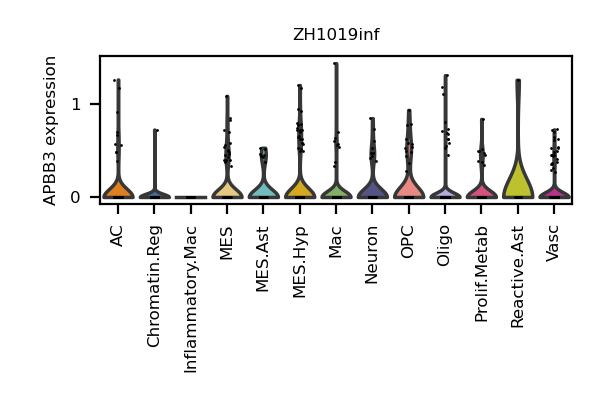 ZH1019inf
APBB3 expression
1
0
AC
Chromatin.Reg
Inflammatory.Mac
MES
MES.Ast
MES.Hyp
Mac
Neuron
OPC
Oligo
Prolif.Metab
Reactive.Ast
Vasc